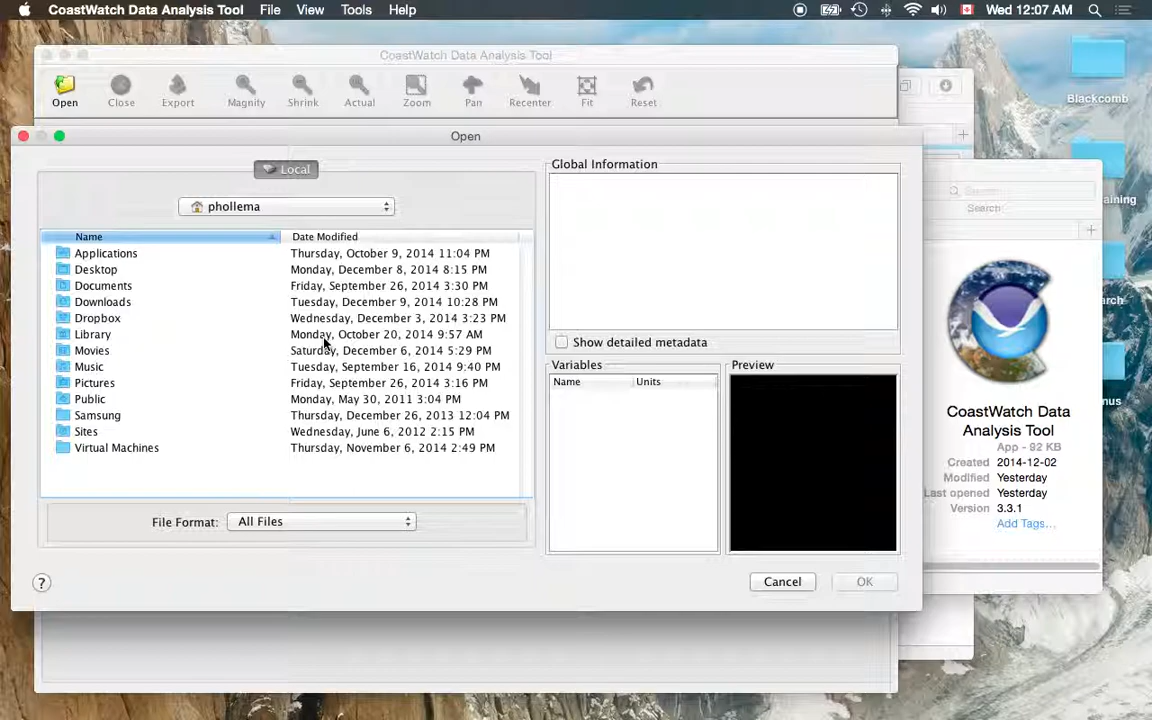 CoastWatch Data Analysis Tool File View Tools Help Wed 12:07 AM
CoastWatch Data Analysis Tool
Open Close Export Magnity Shrink Actual Zoom Pan Recenter Fit Reset
Blackcomb
Open
Local
Global Information
phollema
Search
Search
Name Date Modified
Applications Thursday, October 9, 2014 11:04 PM
Desktop Monday, December 8, 2014 8:15 PM
Documents Friday, September 26, 2014 3:30 PM
Downloads Tuesday, December 9, 2014 10:28 PM
Dropbox Wednesday, December 3, 2014 3:23 PM
Library Monday, October 20, 2014 9:57 AM
Movies Saturday, December 6, 2014 5:29 PM
Music Tuesday, September 16, 2014 9:40 PM
Pictures Friday, September 26, 2014 3:16 PM
Public Monday, May 30, 2011 3:04 PM
Samsung Thursday, December 26, 2013 12:04 PM
Sites Wednesday, June 6, 2012 2:15 PM
Virtual Machines Thursday, November 6, 2014 2:49 PM
File Format: All Files
Show detailed metadata
Variables
Name Units
Preview
? Cancel OK
CoastWatch Data
Analysis Tool
App - 92 KB
Created 2014-12-02
Modified Yesterday
Last opened Yesterday
Version 3.3.1
Add Tags…